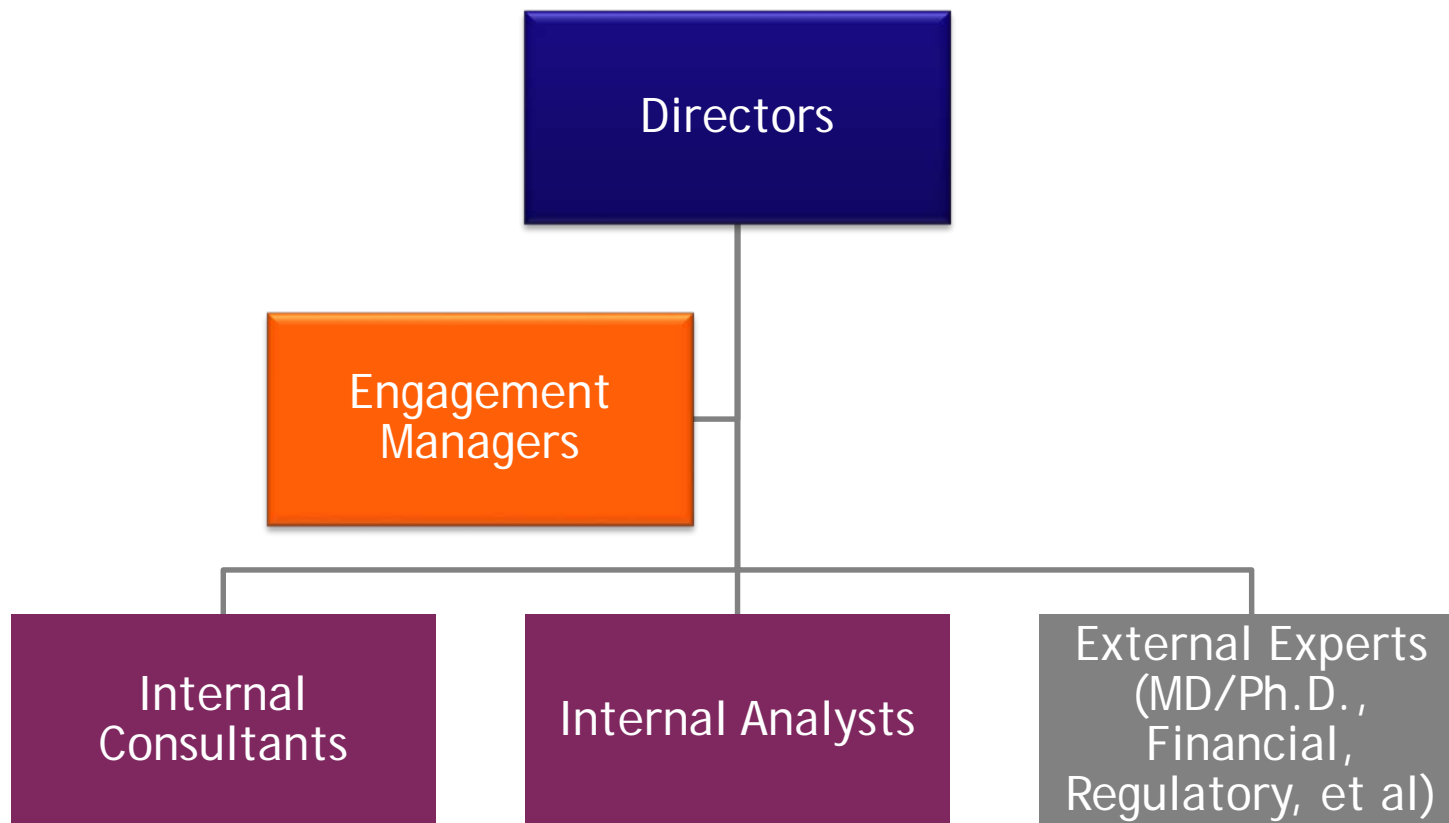 Directors
Engagement
Managers
Internal
Consultants
Internal Analysts
External Experts
(MD/Ph.D.,
Financial,
Regulatory, et al)